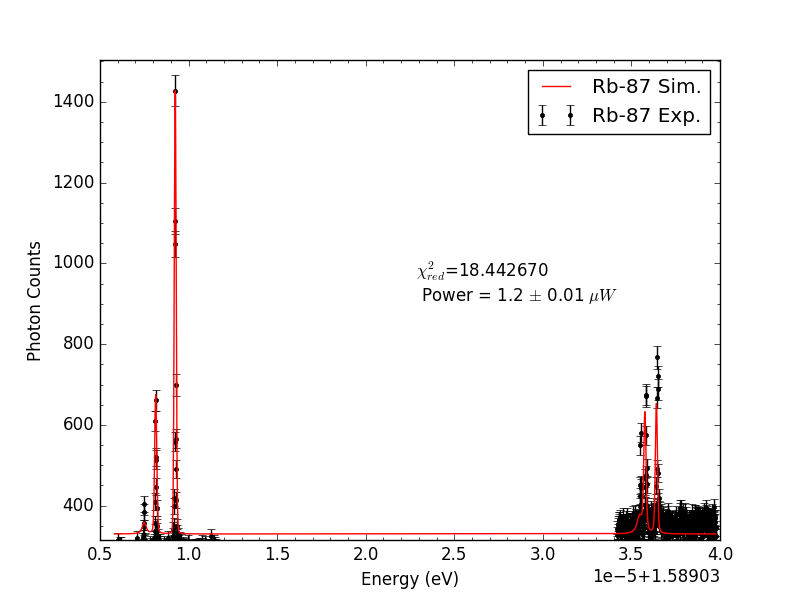 1400
1200
1000
800
600
400
Photon Counts
Rb-87 Sim.
Rb-87 Exp.
χ²_red=18.442670
Power = 1.2 ± 0.01 μW
0.5 1.0 1.5 2.0 2.5 3.0 3.5 4.0
Energy (eV)
1e−5+1.58903